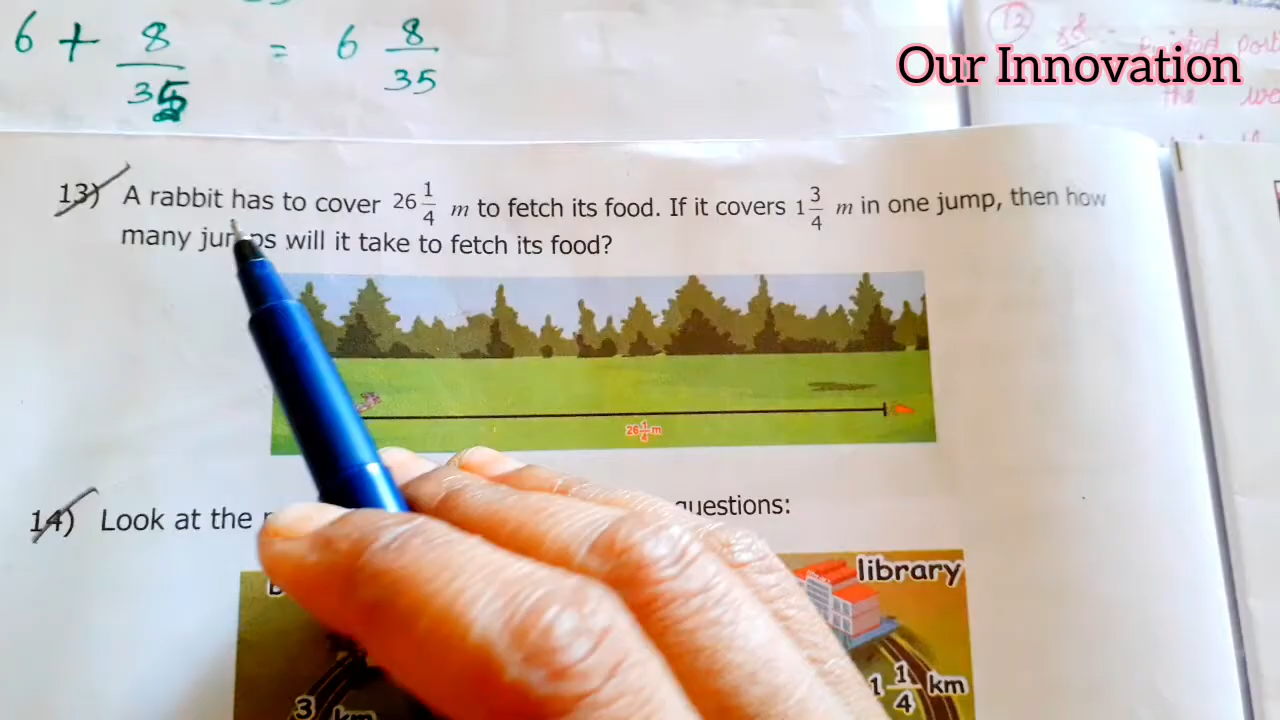 6 + 8/35 = 6 8/35
Our Innovation
the
13) A rabbit has to cover 26 1/4 m to fetch its food. If it covers 1 3/4 m in one jump, then how
many jumps will it take to fetch its food?
26 1/4 m
14) Look at the questions:
library
1 1/4 km
3 km